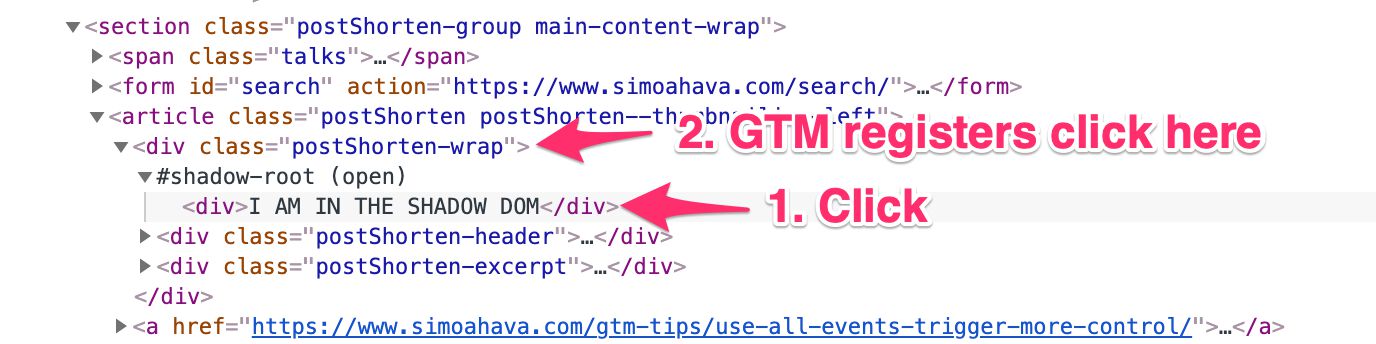 <section class="postShorten-group main-content-wrap">
<span class="talks">…</span>
<form id="search" action="https://www.simoahava.com/search/">…</form>
<article class="postShorten postShorten--thumbnailimg-left">
<div class="postShorten-wrap"> 2. GTM registers click here
#shadow-root (open)
<div>I AM IN THE SHADOW DOM</div> 1. Click
<div class="postShorten-header">…</div>
<div class="postShorten-excerpt">…</div>
</div>
<a href="https://www.simoahava.com/gtm-tips/use-all-events-trigger-more-control/">…</a>